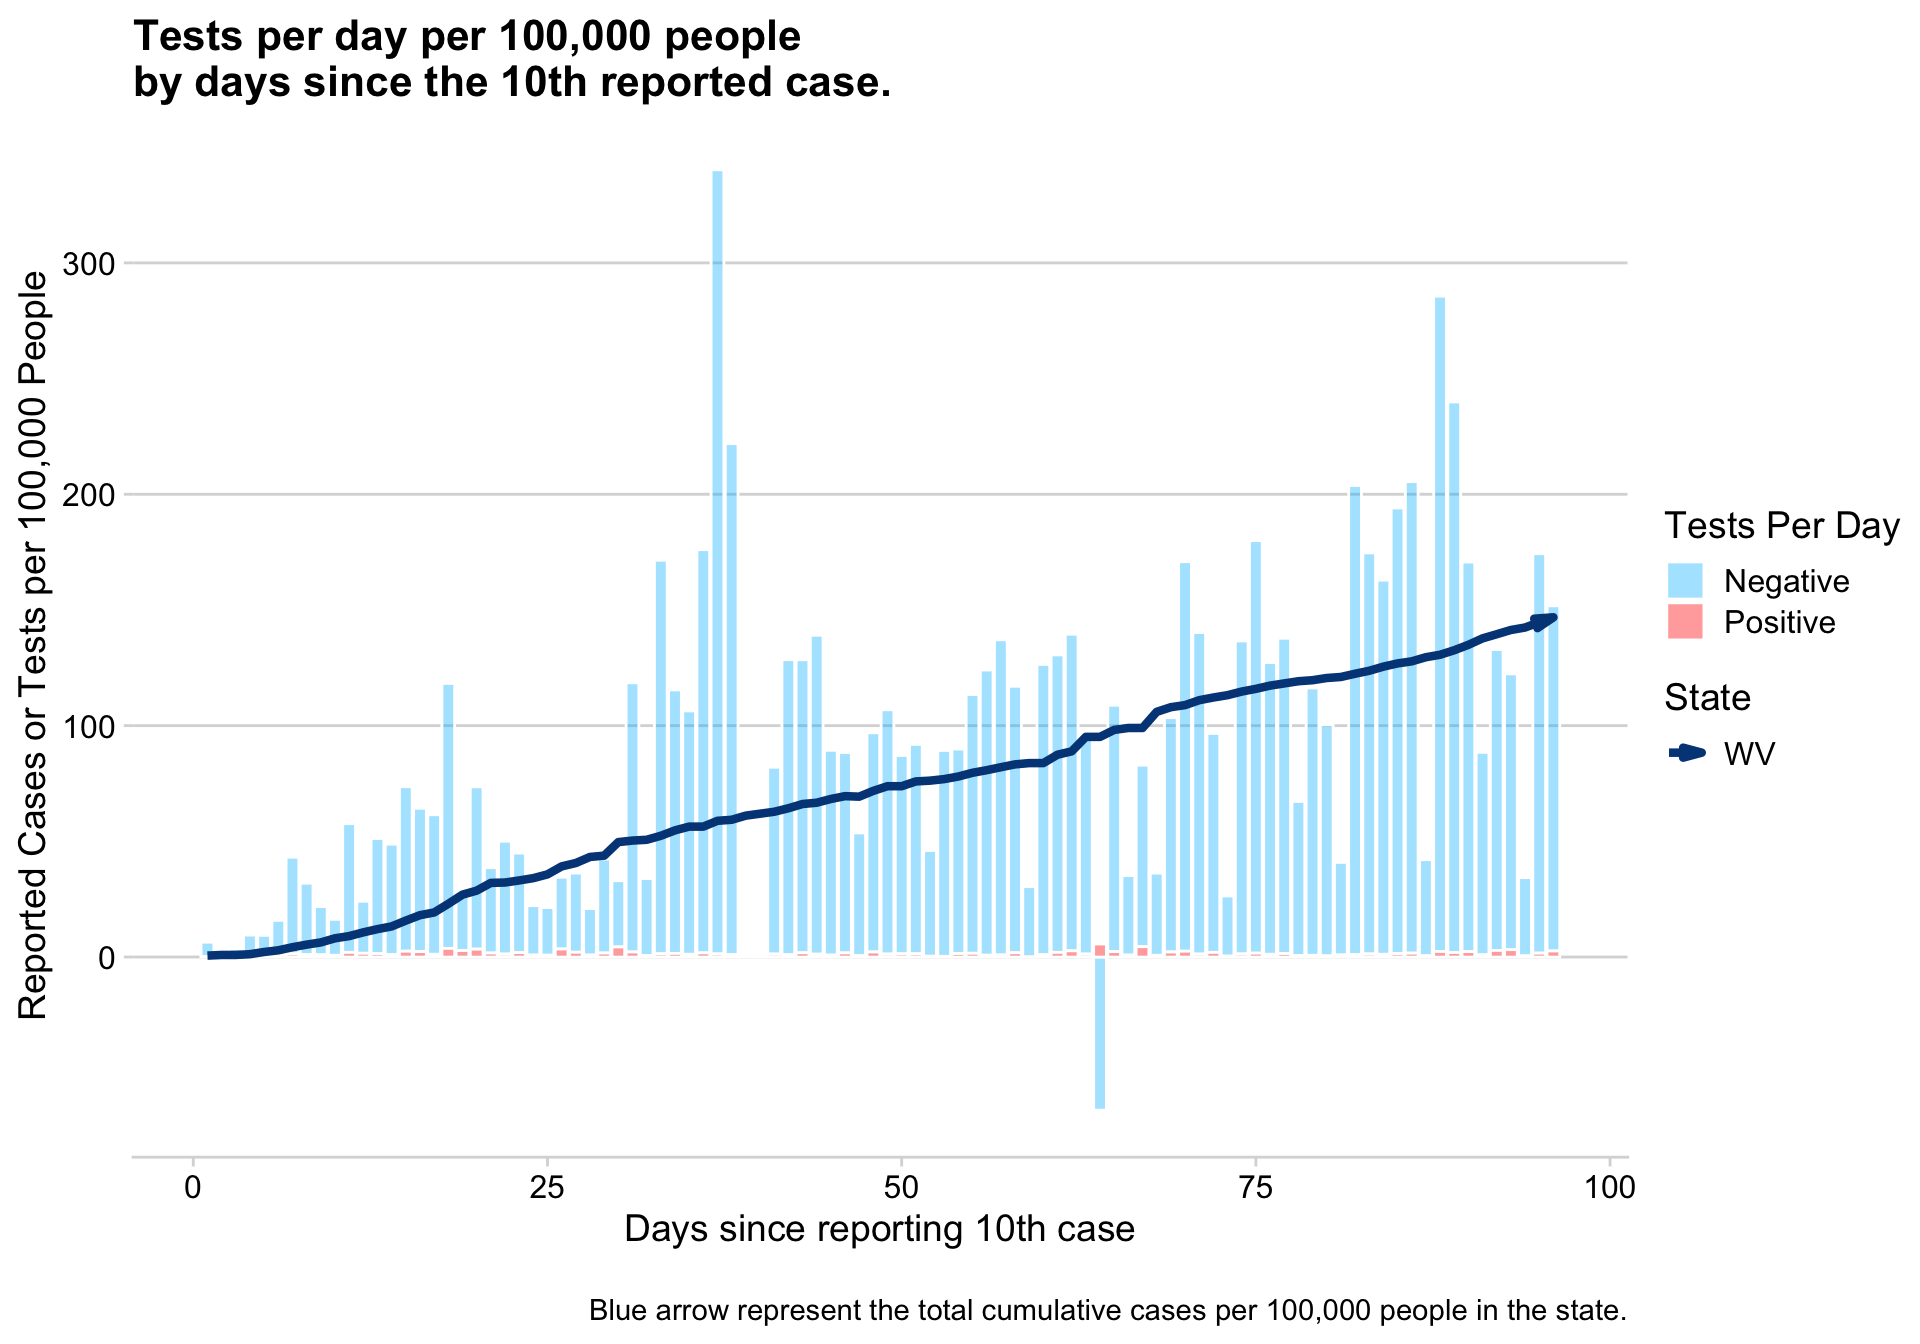 Tests per day per 100,000 people
by days since the 10th reported case.
Reported Cases or Tests per 100,000 People
300
200
100
0
0
25
50
75
100
Days since reporting 10th case
Tests Per Day
Negative
Positive
State
WV
Blue arrow represent the total cumulative cases per 100,000 people in the state.